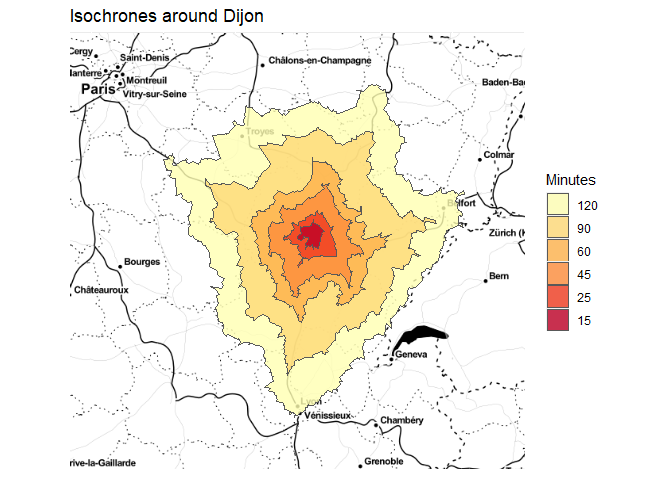 Isochrones around Dijon
Cergy
Saint-Denis
Châlons-en-Champagne
Montreuil
Paris
Vitry-sur-Seine
Baden-Ba
Troyes
Colmar
Minutes
120
90
60
45
25
15
Belfort
Zürich (
Bourges
Bern
Châteauroux
Geneva
Lyon
Vénissieux
Chambéry
rive-la-Gaillarde
Grenoble